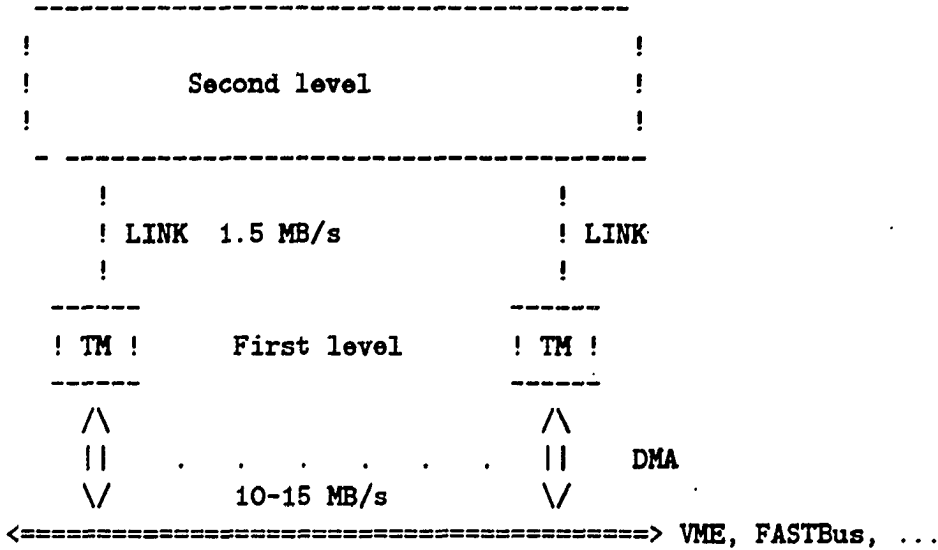 Second level
! LINK 1.5 MB/s ! LINK
! TM ! First level ! TM !
|| . . . . . . || DMA
\/ 10-15 MB/s \/
<======================================> VME, FASTBus, ...